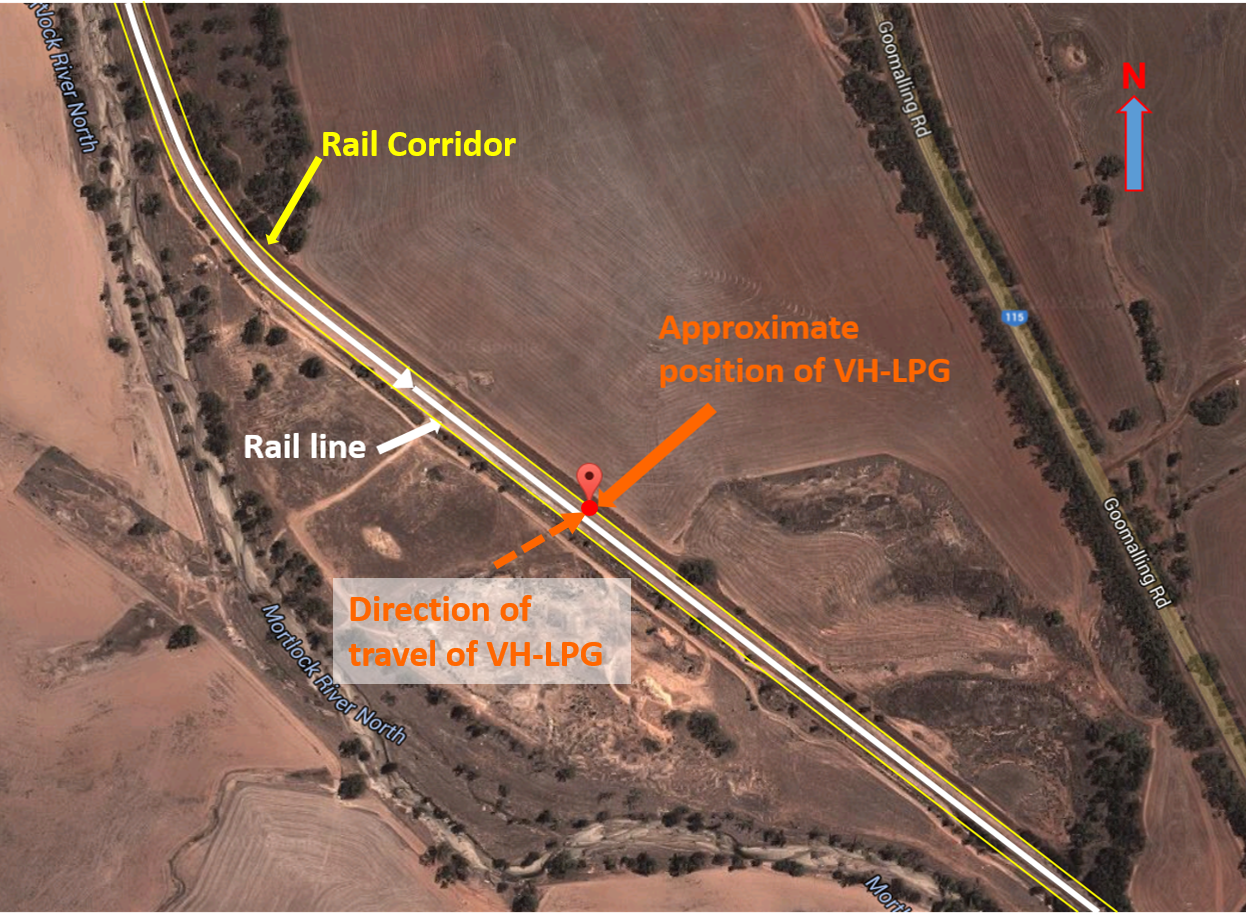 Mortlock River North
Goomalling Rd
N
Rail Corridor
115
Approximate
position of VH-LPG
Rail line
Goomalling Rd
Direction of
travel of VH-LPG
Mortlock River North